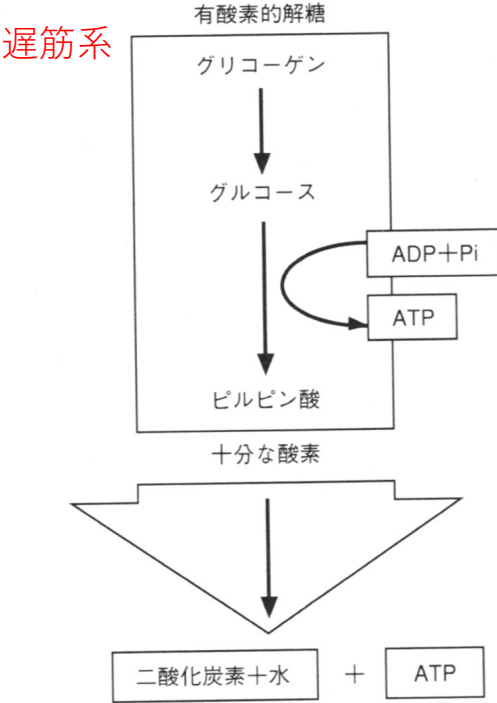 有酸素的解糖
遅筋系
グリコーゲン
グルコース
ADP+Pi
ATP
ピルピン酸
十分な酸素
二酸化炭素+水 + ATP